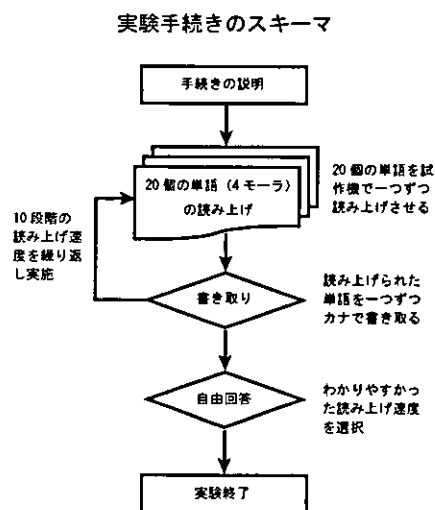 実験手続きのスキーマ
手続きの説明
20個の単語（4モーラ）
の読み上げ
20個の単語を試
作機で一つずつ
読み上げさせる
10段階の
読み上げ速
度を繰り返
し実施
書き取り
読み上げられた
単語を一つずつ
カナで書き取る
自由回答
わかりやすかっ
た読み上げ速度
を選択
実験終了